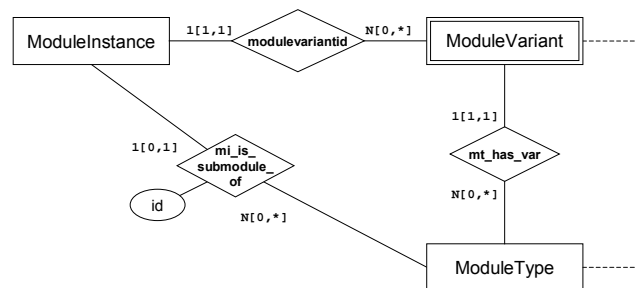 ModuleInstance
1[1,1]
modulevariantid
N[0,*]
ModuleVariant
1[1,1]
1[0,1]
mi_is_
submodule_
of
mt_has_var
id
N[0,*]
N[0,*]
ModuleType